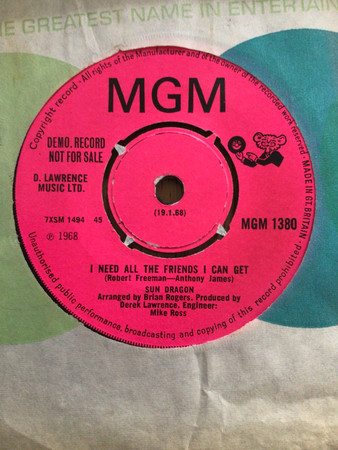 HE GREATEST NAME IN ENTERTAIN
Copyright record · All rights of the Manufacturer and of the owner of the recorded work reserved ·
MADE IN GT. BRITAIN
MGM
DEMO. RECORD
NOT FOR SALE
D. LAWRENCE
MUSIC LTD.
7XSM 1494 45
℗ 1968
(19.1.68)
MGM 1380
I NEED ALL THE FRIENDS I CAN GET
(Robert Freeman—Anthony James)
SUN DRAGON
Arranged by Brian Rogers, Produced by
Derek Lawrence, Engineer:
Mike Ross
Unauthorised public performance, broadcasting and copying of this record prohibited ·